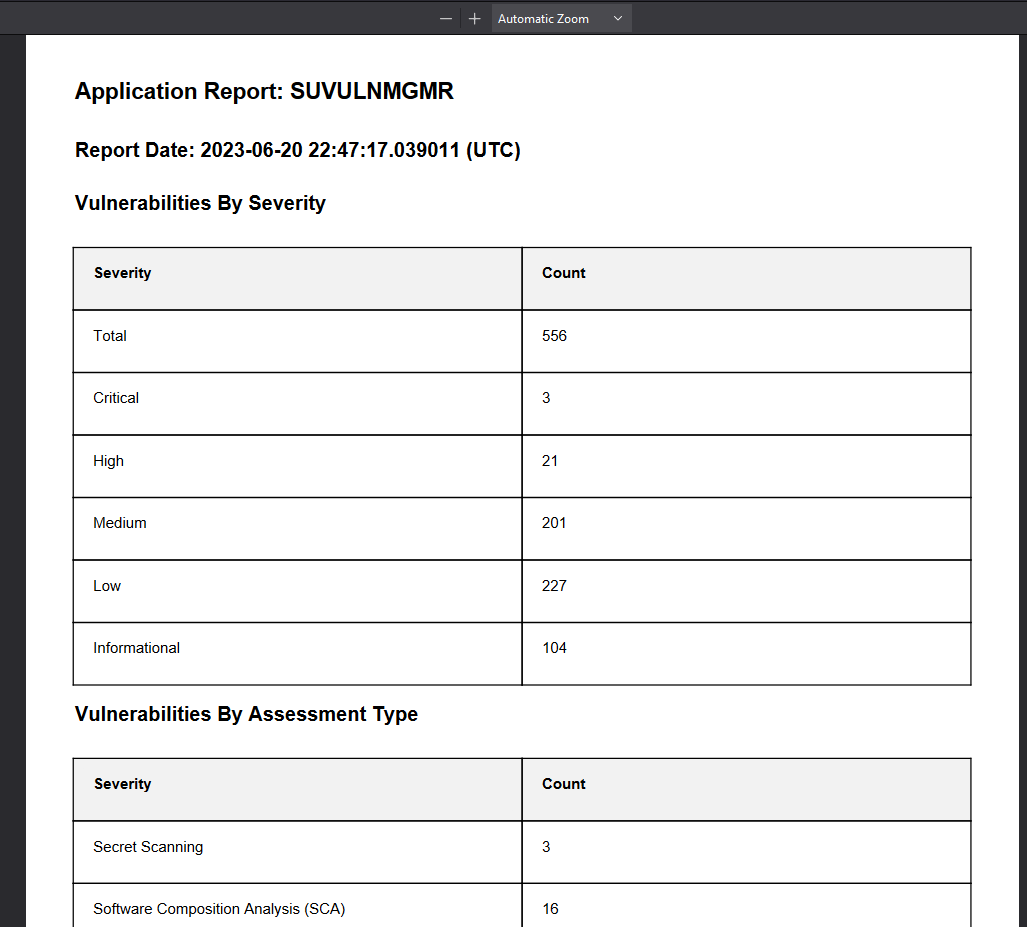 Automatic Zoom
Application Report: SUVULNMGMR
Report Date: 2023-06-20 22:47:17.039011 (UTC)
Vulnerabilities By Severity
Severity Count
Total 556
Critical 3
High 21
Medium 201
Low 227
Informational 104
Vulnerabilities By Assessment Type
Severity Count
Secret Scanning 3
Software Composition Analysis (SCA) 16